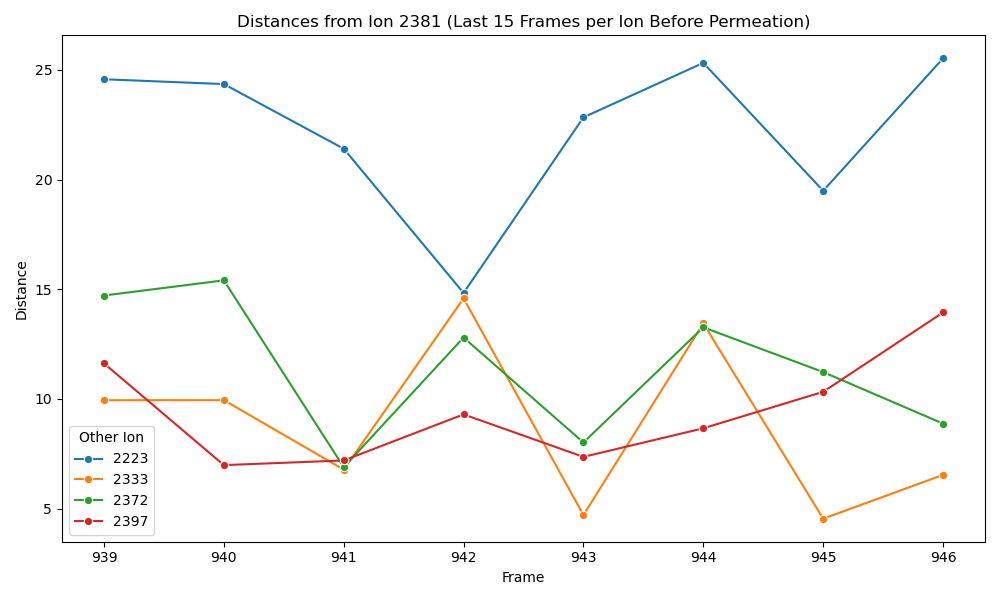 Distances from Ion 2381 (Last 15 Frames per Ion Before Permeation)
Distance
25
20
15
10
5
Other Ion
2223
2333
2372
2397
939 940 941 942 943 944 945 946
Frame